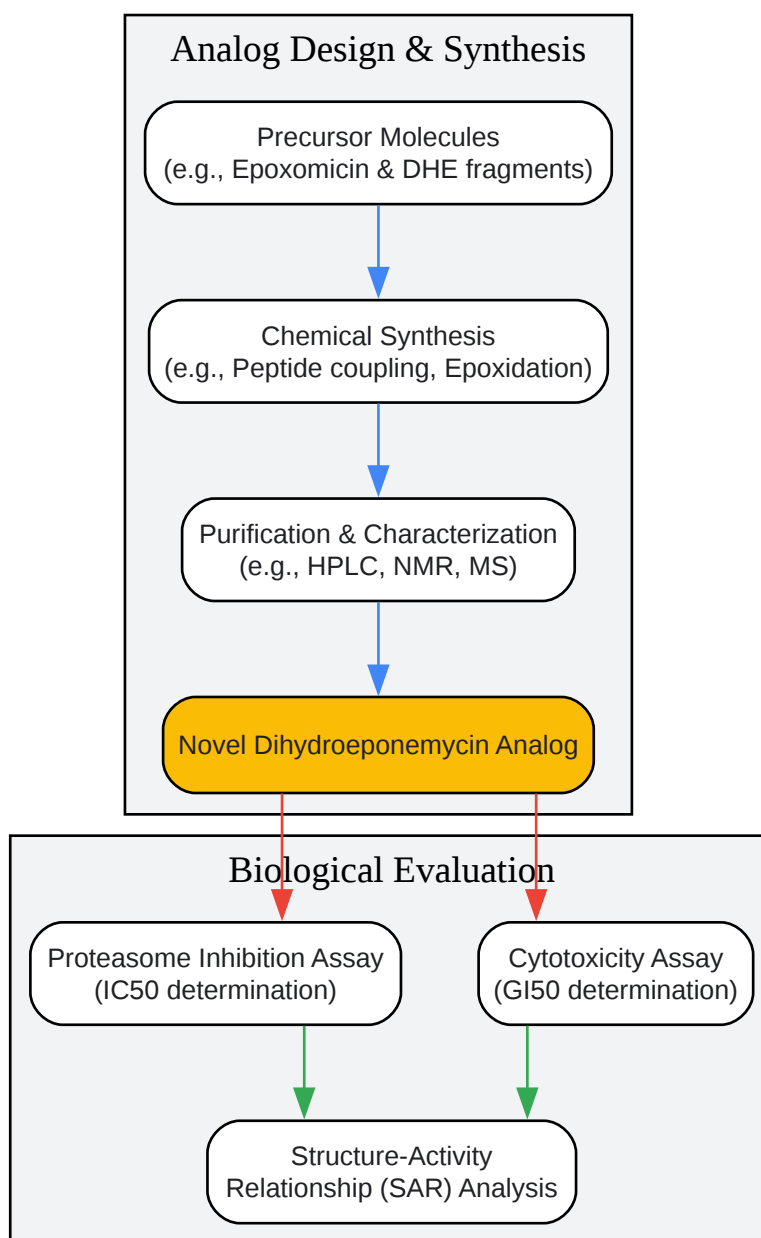 Analog Design & Synthesis
Precursor Molecules
(e.g., Epoxomicin & DHE fragments)
Chemical Synthesis
(e.g., Peptide coupling, Epoxidation)
Purification & Characterization
(e.g., HPLC, NMR, MS)
Novel Dihydroeponemycin Analog
Biological Evaluation
Proteasome Inhibition Assay
(IC50 determination)
Cytotoxicity Assay
(GI50 determination)
Structure-Activity
Relationship (SAR) Analysis